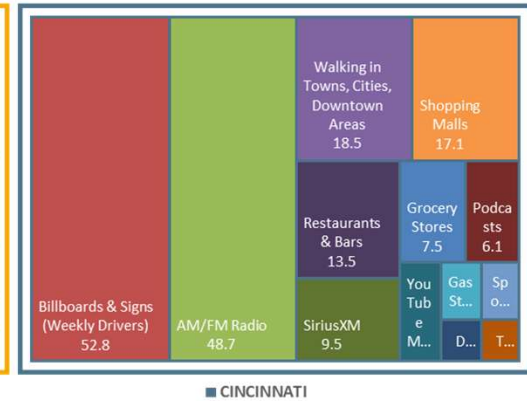 Billboards & Signs
(Weekly Drivers)
52.8
AM/FM Radio
48.7
Walking in
Towns, Cities,
Downtown
Areas
18.5
Shopping
Malls
17.1
Restaurants
& Bars
13.5
SiriusXM
9.5
Grocery
Stores
7.5
Podca
sts
6.1
You
Tub
e
M...
Gas
St...
Sp
o...
D...
T...
CINCINNATI